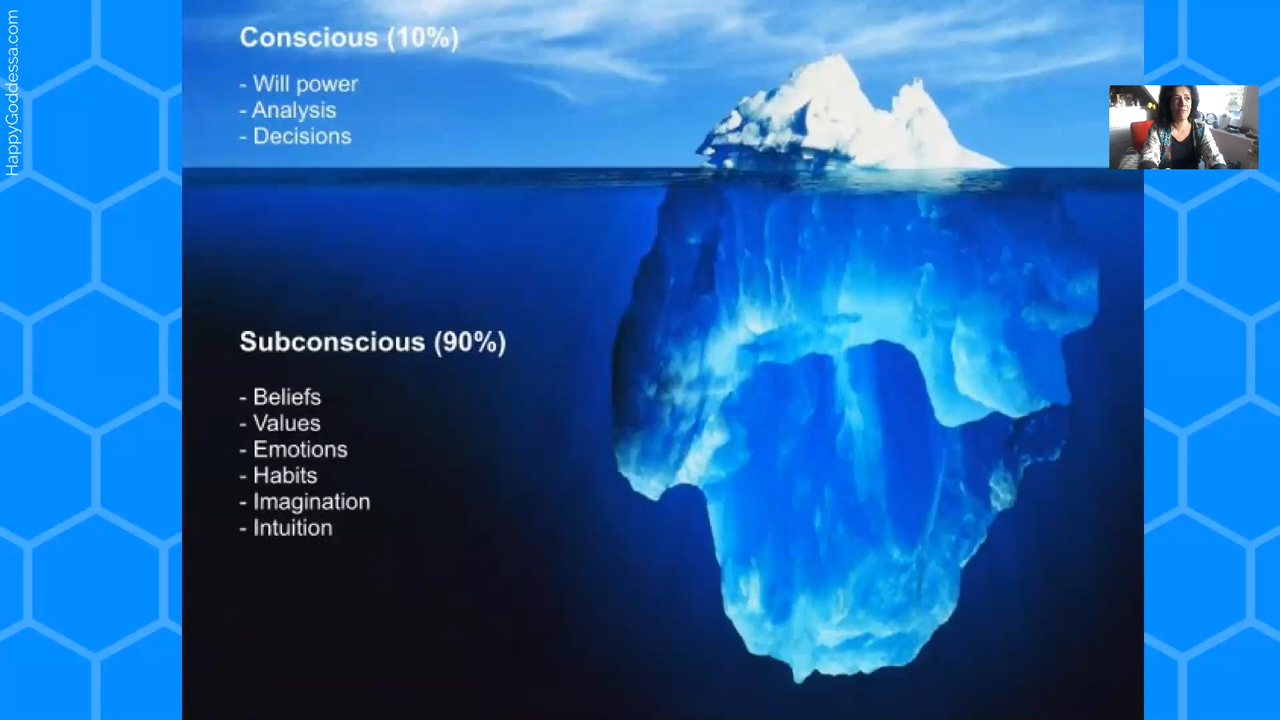 HappyGoddessa.com
Conscious (10%)
- Will power
- Analysis
- Decisions
Subconscious (90%)
- Beliefs
- Values
- Emotions
- Habits
- Imagination
- Intuition